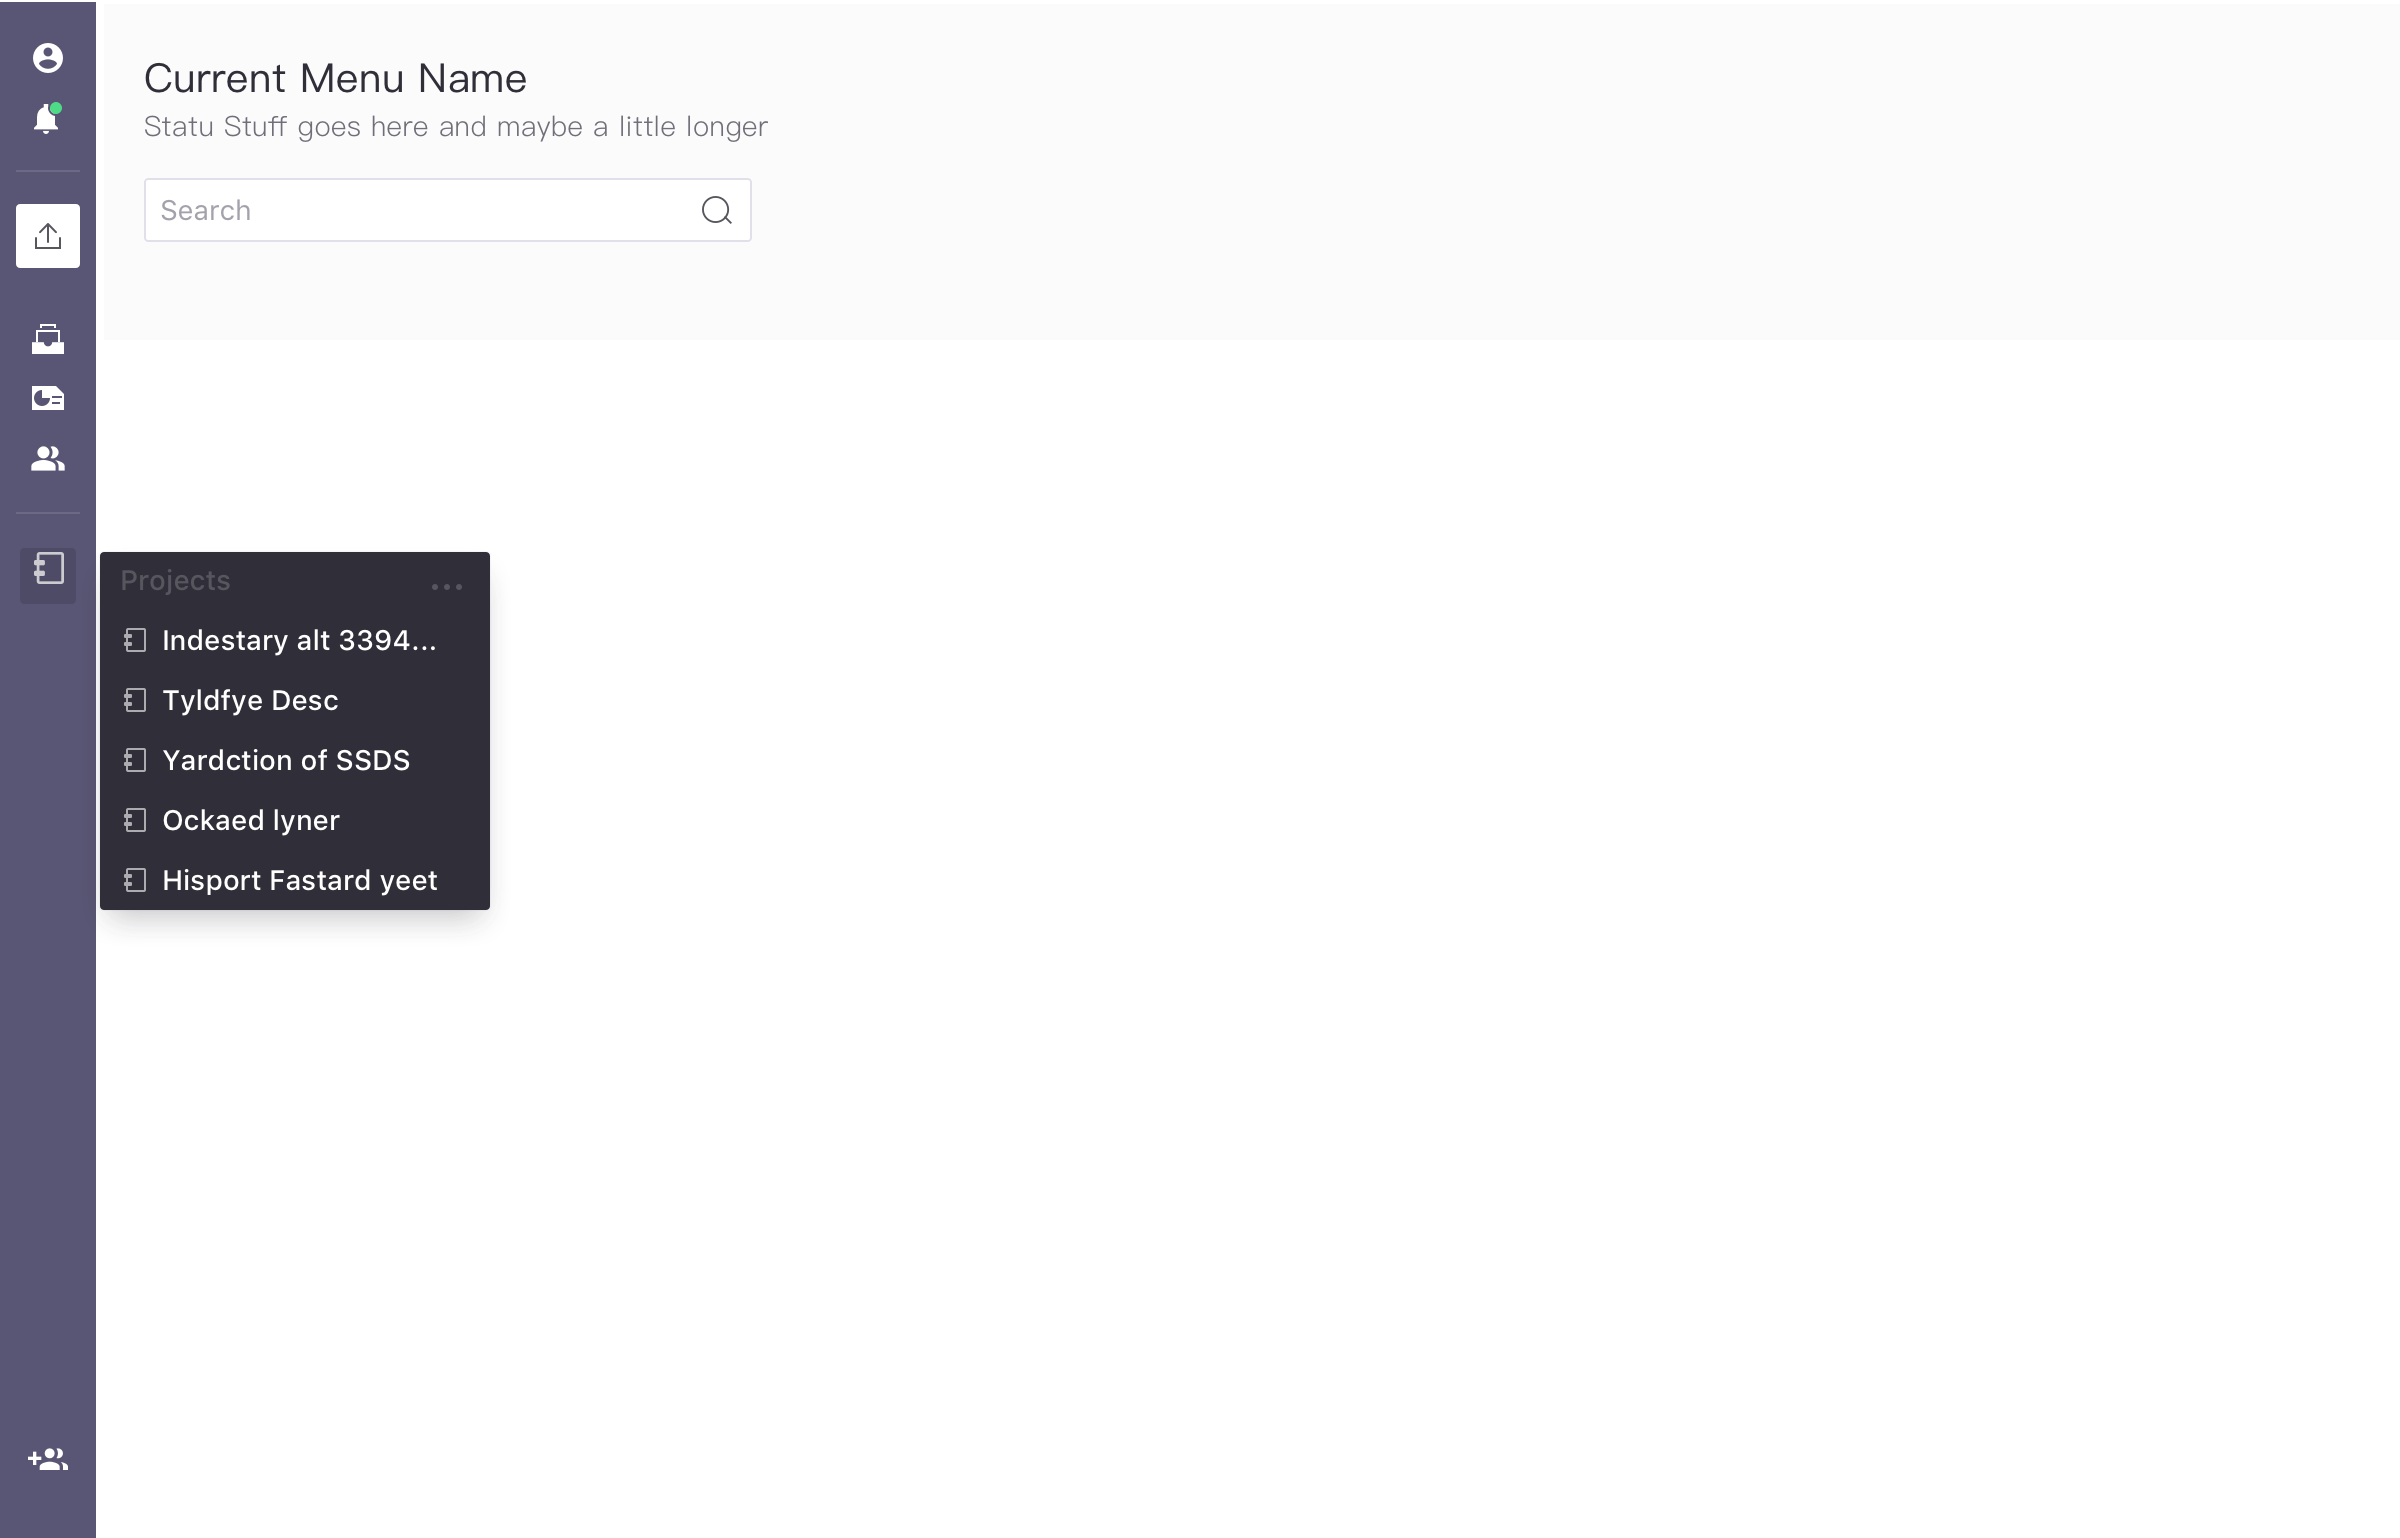 Current Menu Name
Statu Stuff goes here and maybe a little longer
Search
Projects
Indestary alt 3394...
Tyldfye Desc
Yardction of SSDS
Ockaed lyner
Hisport Fastard yeet